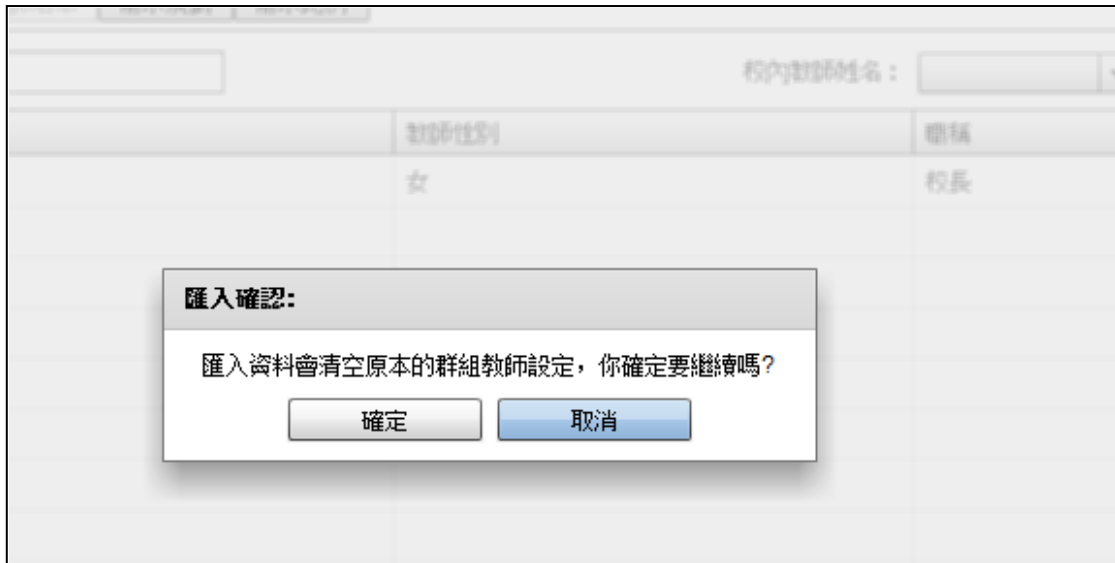 校內教師姓名：
教師性別
職稱
女
校長
匯入確認:
匯入資料會清空原本的群組教師設定，你確定要繼續嗎?
確定
取消